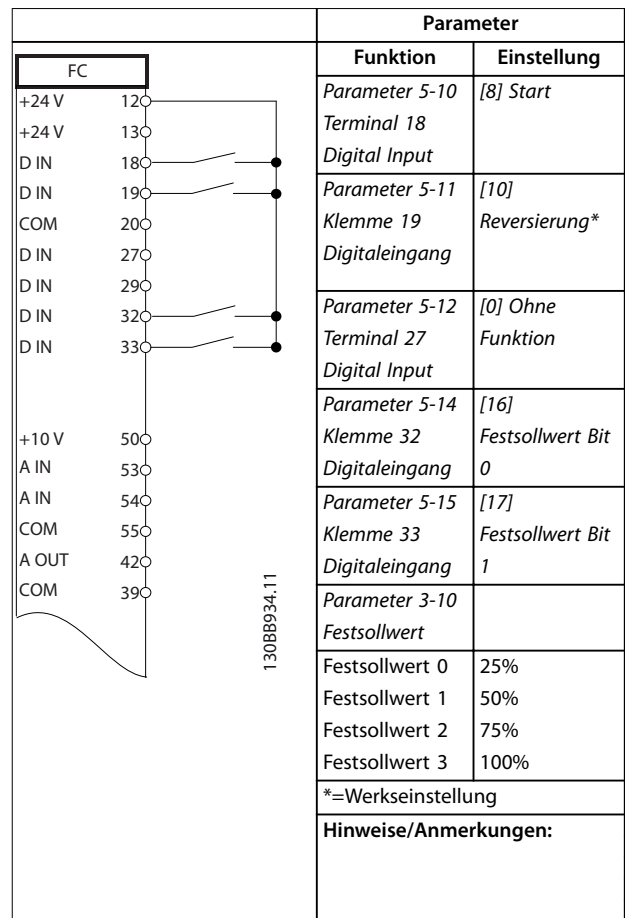 FC
+24 V 12
+24 V 13
D IN 18
D IN 19
COM 20
D IN 27
D IN 29
D IN 32
D IN 33
+10 V 50
A IN 53
A IN 54
COM 55
A OUT 42
COM 39
130BB934.11
Parameter
Funktion Einstellung
Parameter 5-10 [8] Start
Terminal 18
Digital Input
Parameter 5-11 [10]
Klemme 19 Reversierung*
Digitaleingang
Parameter 5-12 [0] Ohne
Terminal 27 Funktion
Digital Input
Parameter 5-14 [16]
Klemme 32 Festsollwert Bit
Digitaleingang 0
Parameter 5-15 [17]
Klemme 33 Festsollwert Bit
Digitaleingang 1
Parameter 3-10
Festsollwert
Festsollwert 0 25%
Festsollwert 1 50%
Festsollwert 2 75%
Festsollwert 3 100%
*=Werkseinstellung
Hinweise/Anmerkungen: